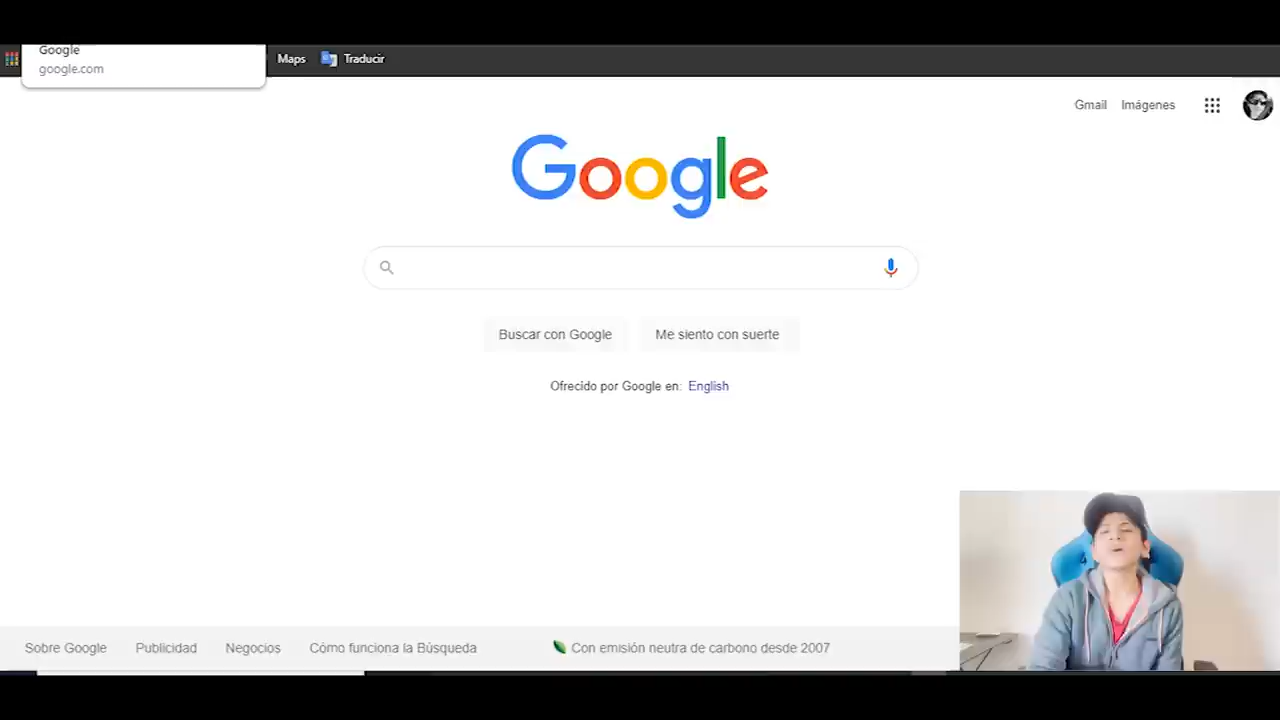 Google
google.com
Maps
Traducir
Gmail
Imágenes
Google
Buscar con Google
Me siento con suerte
Ofrecido por Google en: English
Sobre Google
Publicidad
Negocios
Cómo funciona la Búsqueda
Con emisión neutra de carbono desde 2007